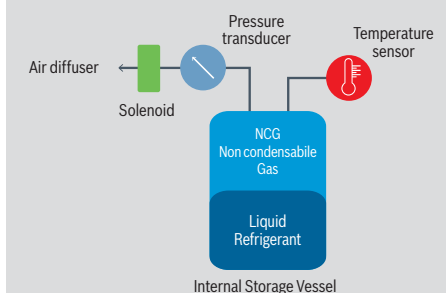 Pressure
transducer
Temperature
sensor
Air diffuser
Solenoid
NCG
Non condensabile
Gas
Liquid
Refrigerant
Internal Storage Vessel